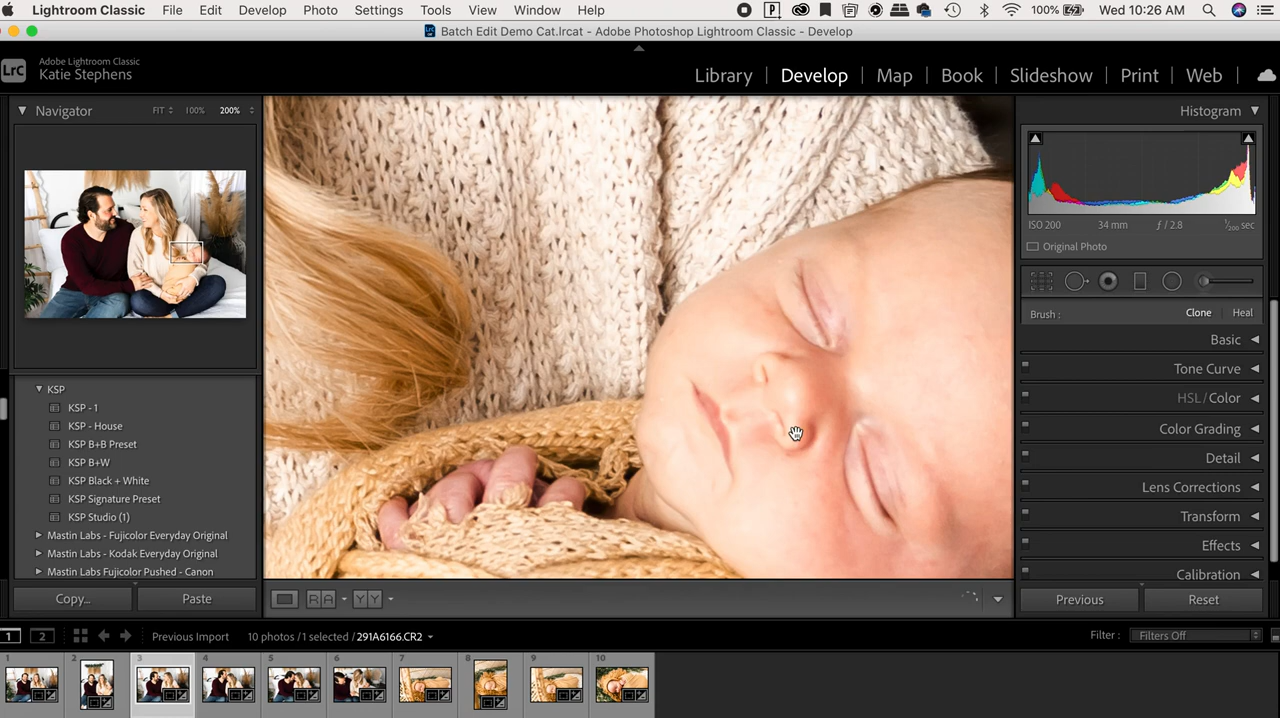 Lightroom Classic File Edit Develop Photo Settings Tools View Window Help 100% Wed 10:26 AM
Batch Edit Demo Cat.lrcat - Adobe Photoshop Lightroom Classic - Develop
LrC Adobe Lightroom Classic
Katie Stephens
Library | Develop | Map | Book | Slideshow | Print | Web
Navigator FIT 100% 200%
Histogram
ISO 200 34 mm ƒ / 2.8 1/200 sec
Original Photo
Brush : Clone Heal
Basic
Tone Curve
HSL / Color
Color Grading
Detail
Lens Corrections
Transform
Effects
Calibration
KSP
KSP - 1
KSP - House
KSP B+B Preset
KSP B+W
KSP Black + White
KSP Signature Preset
KSP Studio (1)
Mastin Labs - Fujicolor Everyday Original
Mastin Labs - Kodak Everyday Original
Mastin Labs Fujicolor Pushed - Canon
Copy... Paste
R A Y Y
Previous Reset
1 2 Previous Import 10 photos / 1 selected / 291A6166.CR2 Filter : Filters Off
1 2 3 4 5 6 7 8 9 10